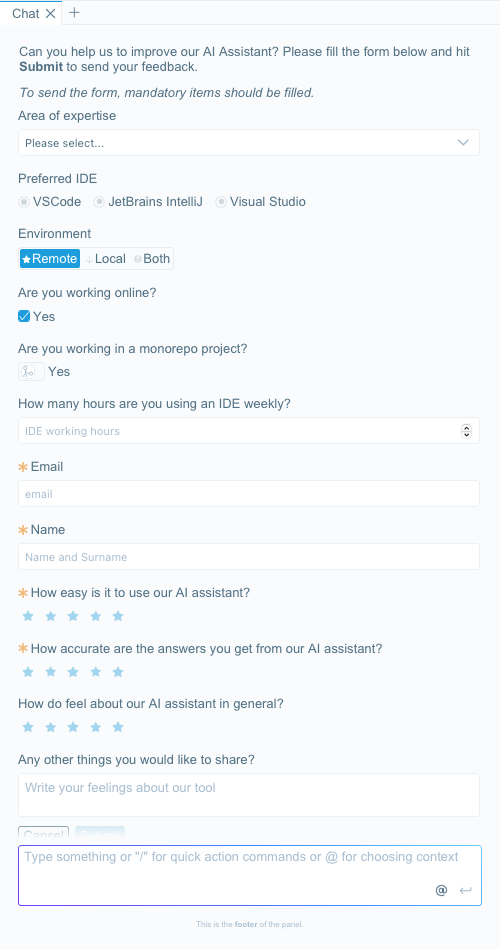 Chat
Can you help us to improve our AI Assistant? Please fill the form below and hit
Submit to send your feedback.
To send the form, mandatory items should be filled.
Area of expertise
Please select...
Preferred IDE
VSCode JetBrains IntelliJ Visual Studio
Environment
Remote Local Both
Are you working online?
Yes
Are you working in a monorepo project?
Yes
How many hours are you using an IDE weekly?
IDE working hours
Email
email
Name
Name and Surname
How easy is it to use our AI assistant?
How accurate are the answers you get from our AI assistant?
How do feel about our AI assistant in general?
Any other things you would like to share?
Write your feelings about our tool
Cancel
Type something or "/" for quick action commands or @ for choosing context
@
This is the footer of the panel.